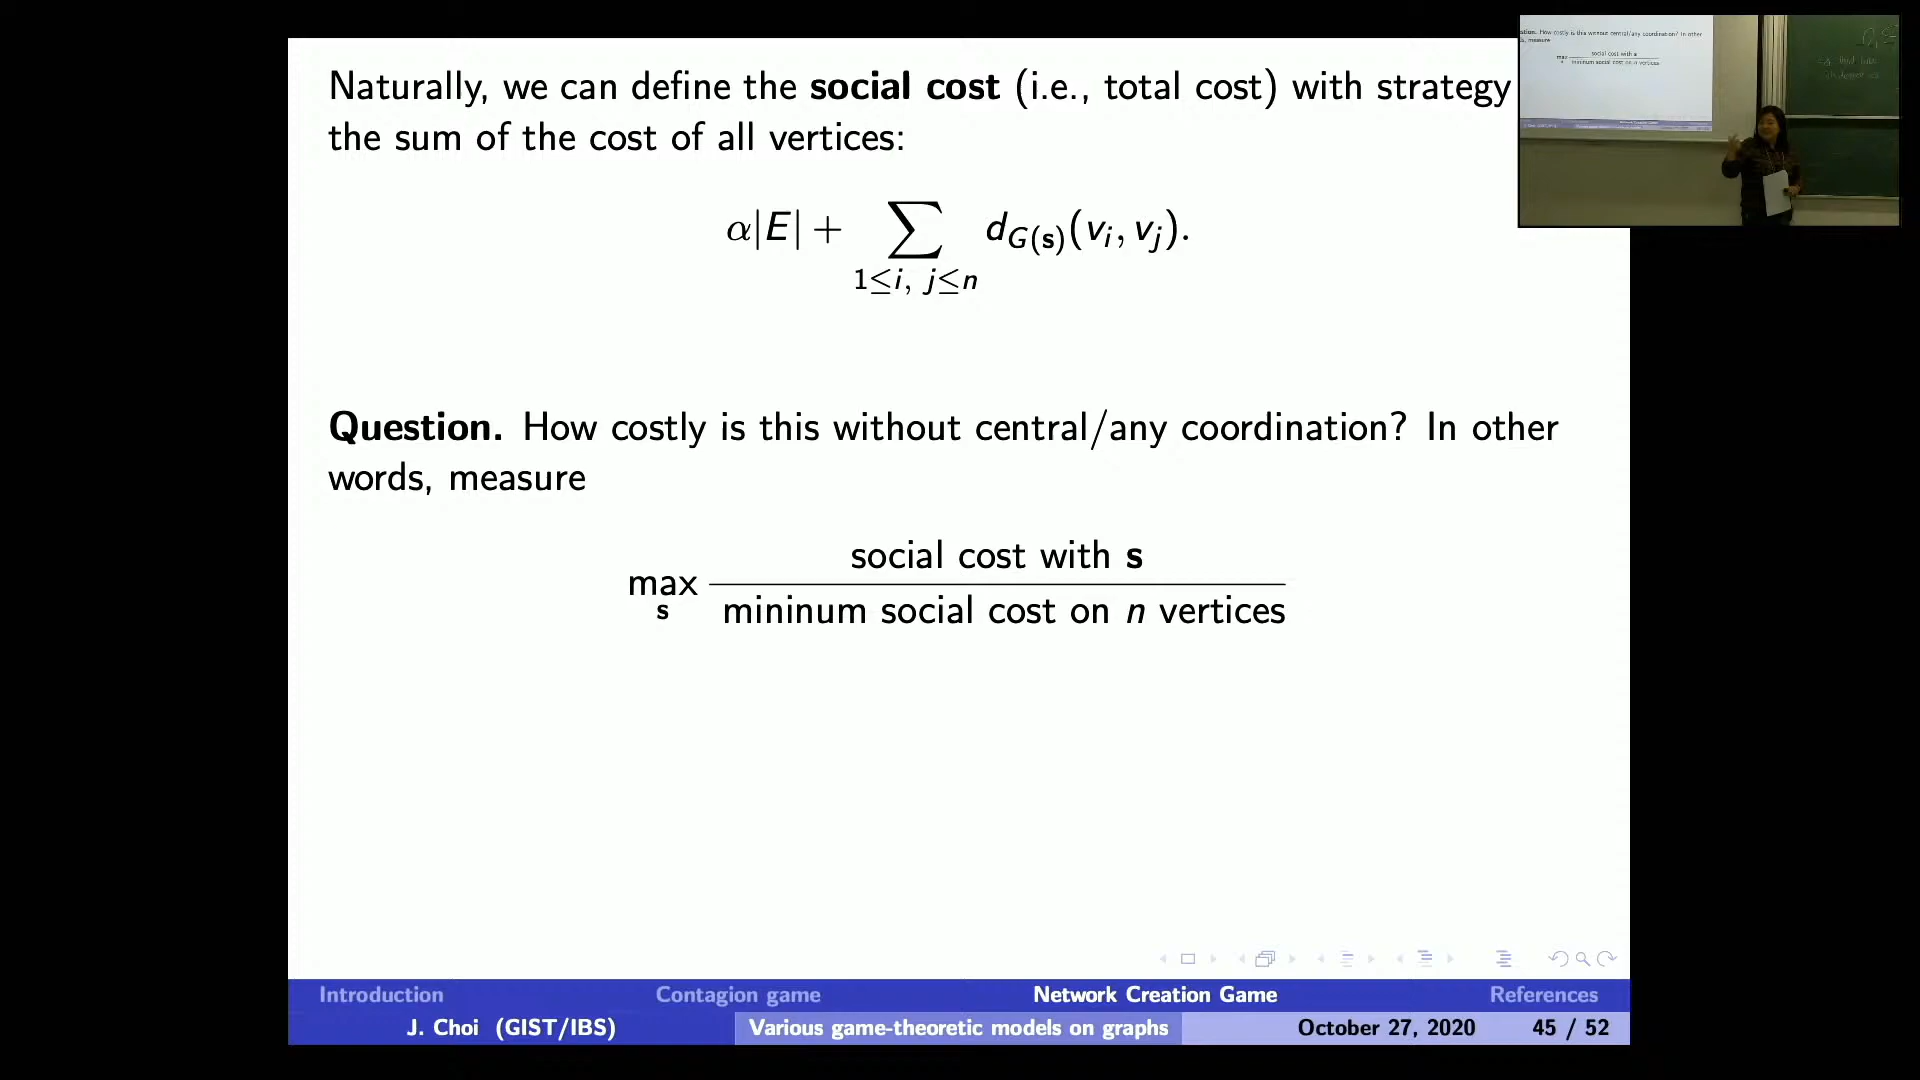 Naturally, we can define the social cost (i.e., total cost) with strategy
the sum of the cost of all vertices:
α|E| + ∑ d_{G(s)}(v_i, v_j).
1≤i, j≤n
Question. How costly is this without central/any coordination? In other
words, measure
social cost with s
max
s
mininum social cost on n vertices
Introduction Contagion game Network Creation Game References
J. Choi (GIST/IBS) Various game-theoretic models on graphs October 27, 2020 45 / 52